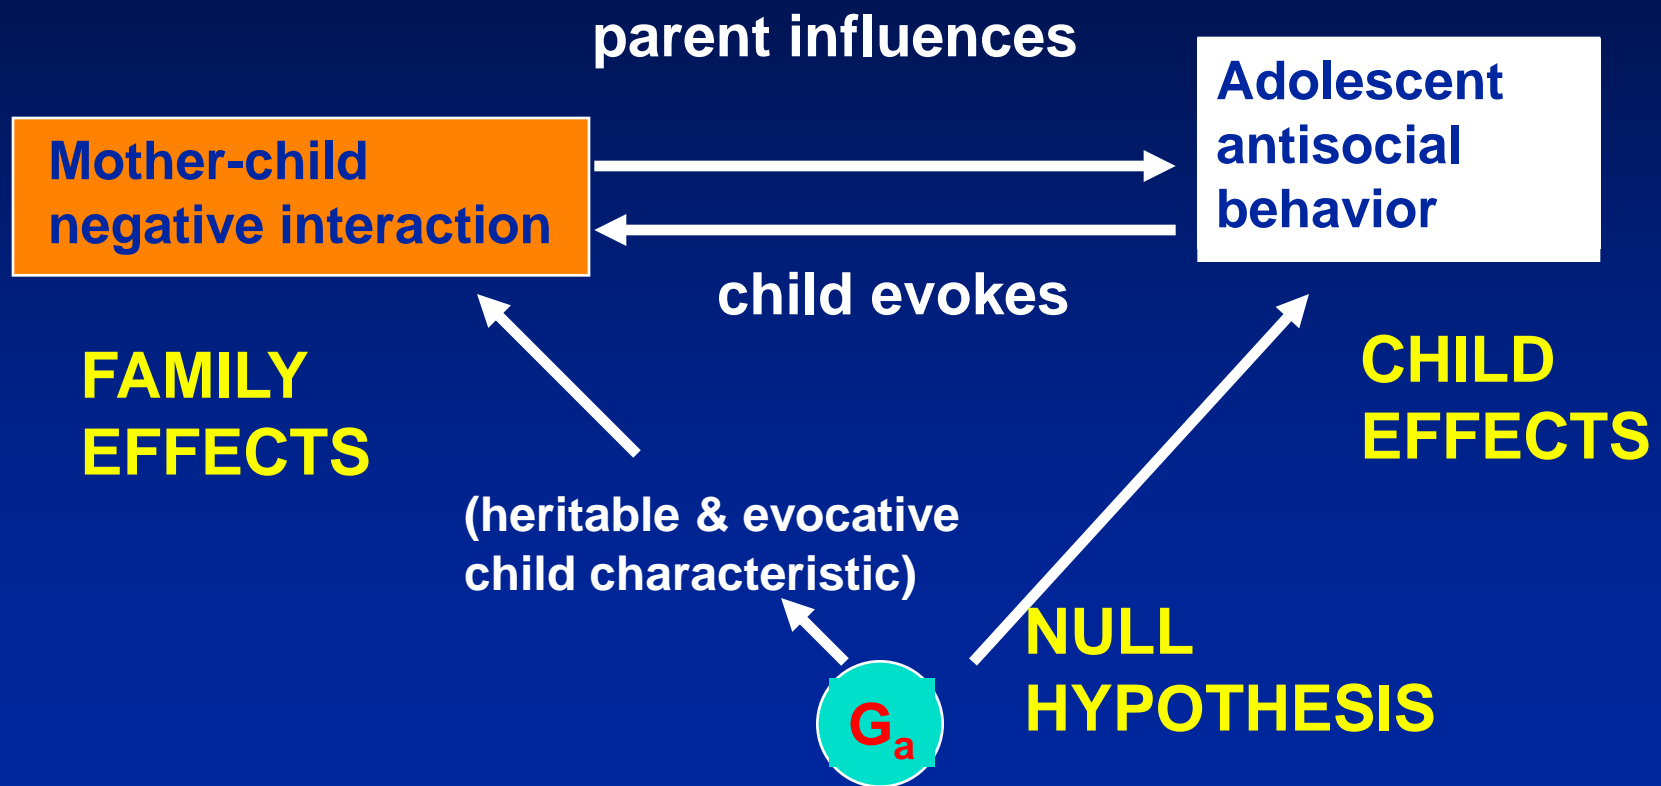 parent influences
Mother-child
negative interaction
Adolescent
antisocial
behavior
child evokes
FAMILY
EFFECTS
CHILD
EFFECTS
(heritable & evocative
child characteristic)
NULL
HYPOTHESIS
Ga